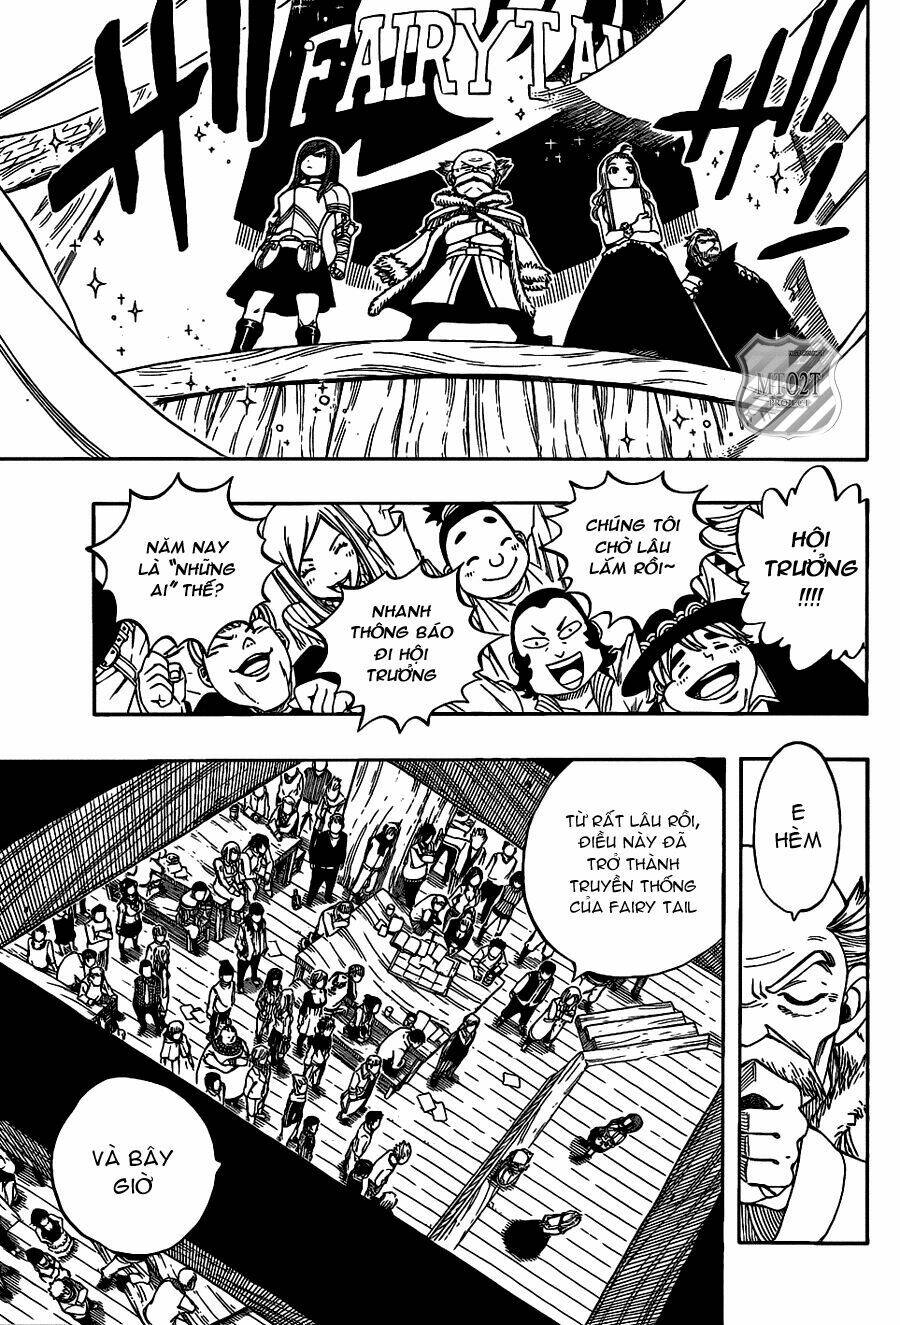 FAIRYTAIL
MT02T
PROJECT
HỘI
TRƯỞNG
!!!!
CHÚNG TÔI
CHỜ LÂU
LẮM RỒI~
NHANH
THÔNG BÁO
ĐI HỘI
TRƯỞNG
NĂM NAY
LÀ "NHỮNG
AI" THẾ?
E
HÈM
TỪ RẤT LÂU RỒI,
ĐIỀU NÀY ĐÃ
TRỞ THÀNH
TRUYỀN THỐNG
CỦA FAIRY TAIL
VÀ BÂY
GIỜ